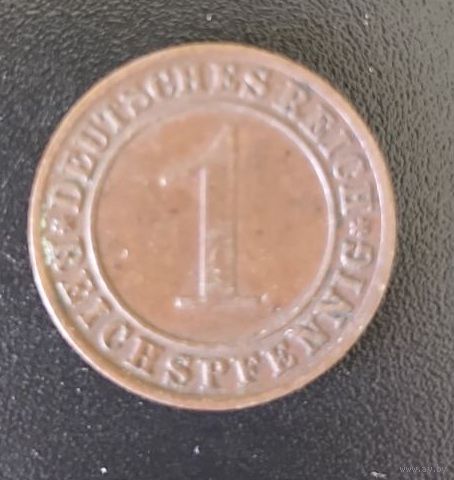 DEUTSCHES REICH
1
REICHSPFENNIG
www.ay.by